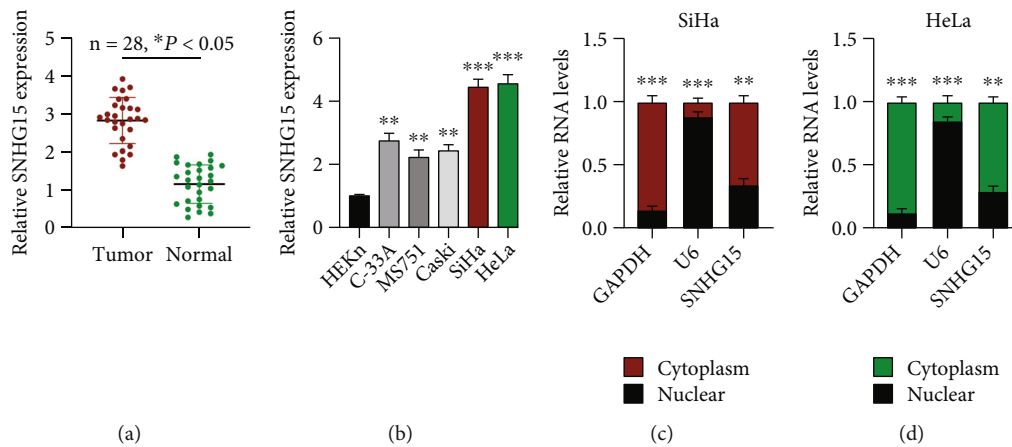 Relative SNHG15 expression
5
4
3
2
1
0
n = 28, *P < 0.05
Tumor Normal
(a)
Relative SNHG15 expression
6
4
2
0
** ** ** *** ***
HEKn C-33A MS751 Caski SiHa HeLa
(b)
SiHa
Relative RNA levels
1.5
1.0
0.5
0.0
*** *** **
GAPDH U6 SNHG15
Cytoplasm
Nuclear
(c)
HeLa
Relative RNA levels
1.5
1.0
0.5
0.0
*** *** **
GAPDH U6 SNHG15
Cytoplasm
Nuclear
(d)